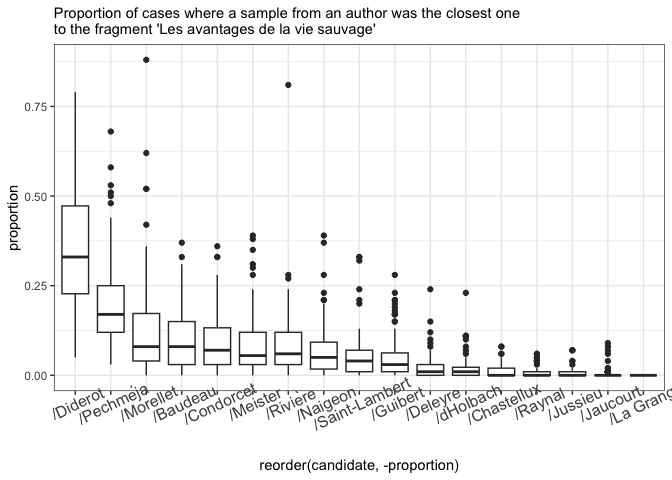 Proportion of cases where a sample from an author was the closest one
to the fragment 'Les avantages de la vie sauvage'
proportion
0.75
0.50
0.25
0.00
/Diderot
/Pechmeja
/Morellet
/Baudeau
/Condorcet
/Meister
/Riviere
/Naigeon
/Saint-Lambert
/Guibert
/Deleyre
/dHolbach
/Chastellux
/Raynal
/Jussieu
/Jaucourt
/La Grang
reorder(candidate, -proportion)